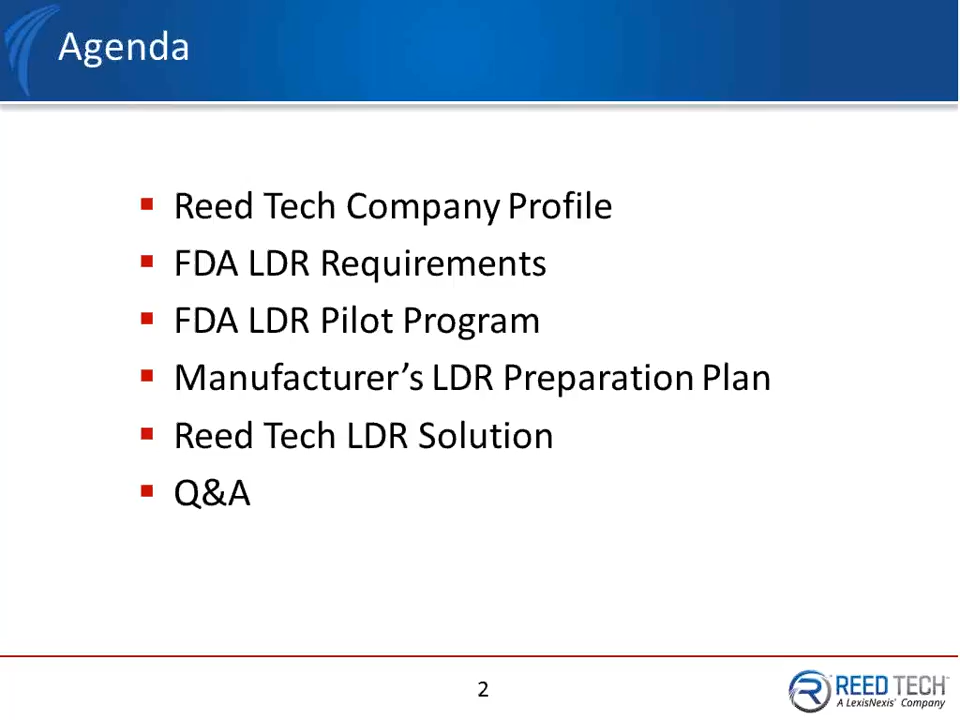 Agenda
Reed Tech Company Profile
FDA LDR Requirements
FDA LDR Pilot Program
Manufacturer’s LDR Preparation Plan
Reed Tech LDR Solution
Q&A
2
REED TECH™
A LexisNexis® Company